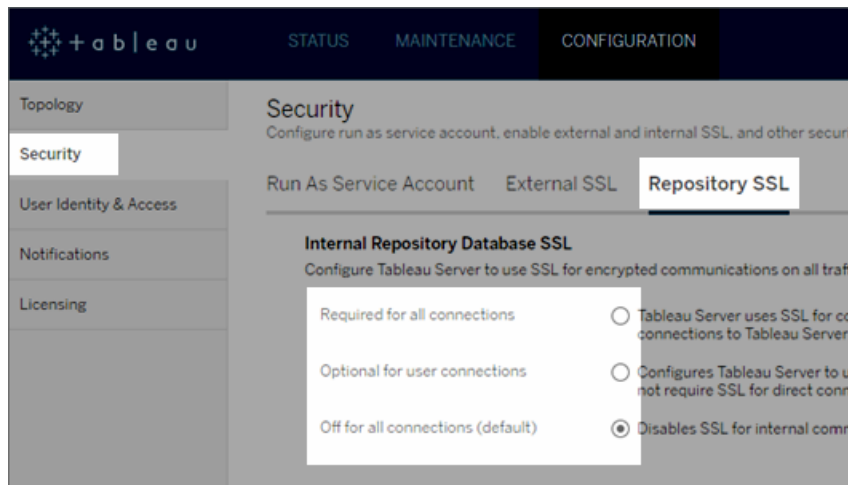 +ableau
STATUS MAINTENANCE CONFIGURATION
Topology
Security
User Identity & Access
Notifications
Licensing
Security
Configure run as service account, enable external and internal SSL, and other secur
Run As Service Account External SSL Repository SSL
Internal Repository Database SSL
Configure Tableau Server to use SSL for encrypted communications on all traf
Required for all connections
Tableau Server uses SSL for co
connections to Tableau Server
Optional for user connections
Configures Tableau Server to u
not require SSL for direct conn
Off for all connections (default)
Disables SSL for internal comm